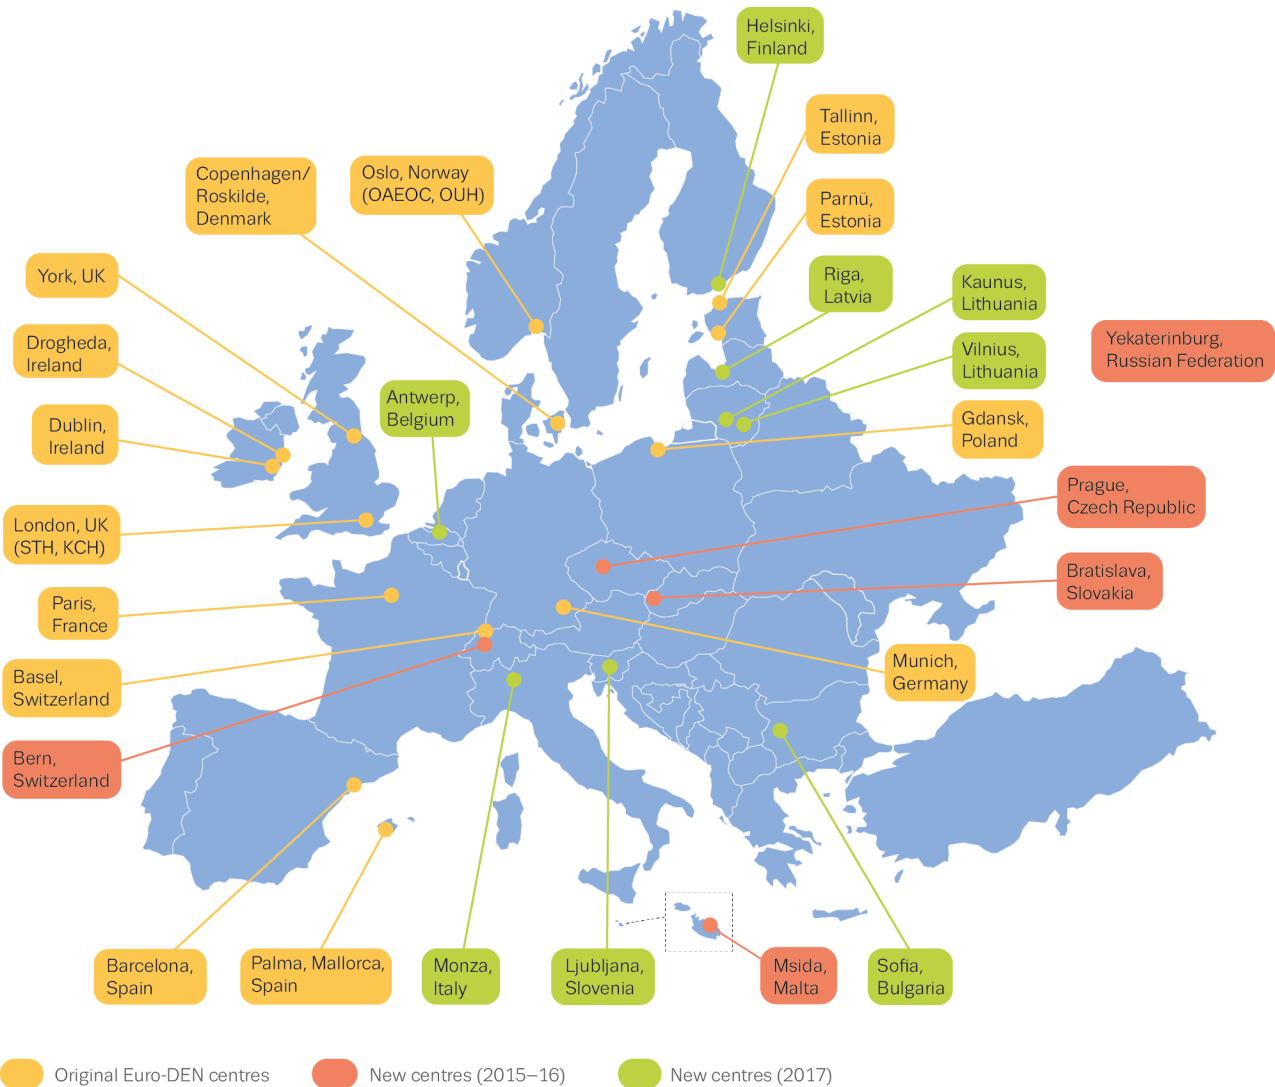 Helsinki,
Finland
Tallinn,
Estonia
Copenhagen/
Roskilde,
Denmark
Oslo, Norway
(OAEOC, OUH)
Parnü,
Estonia
York, UK
Riga,
Latvia
Kaunus,
Lithuania
Drogheda,
Ireland
Vilnius,
Lithuania
Yekaterinburg,
Russian Federation
Antwerp,
Belgium
Dublin,
Ireland
Gdansk,
Poland
Prague,
Czech Republic
London, UK
(STH, KCH)
Bratislava,
Slovakia
Paris,
France
Munich,
Germany
Basel,
Switzerland
Bern,
Switzerland
Barcelona,
Spain
Palma, Mallorca,
Spain
Monza,
Italy
Ljubljana,
Slovenia
Msida,
Malta
Sofia,
Bulgaria
Original Euro-DEN centres
New centres (2015–16)
New centres (2017)